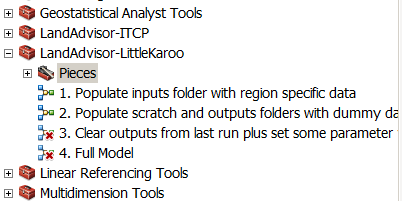 Geostatistical Analyst Tools
LandAdvisor-ITCP
LandAdvisor-LittleKaroo
Pieces
1. Populate inputs folder with region specific data
2. Populate scratch and outputs folders with dummy da
3. Clear outputs from last run plus set some parameter
4. Full Model
Linear Referencing Tools
Multidimension Tools